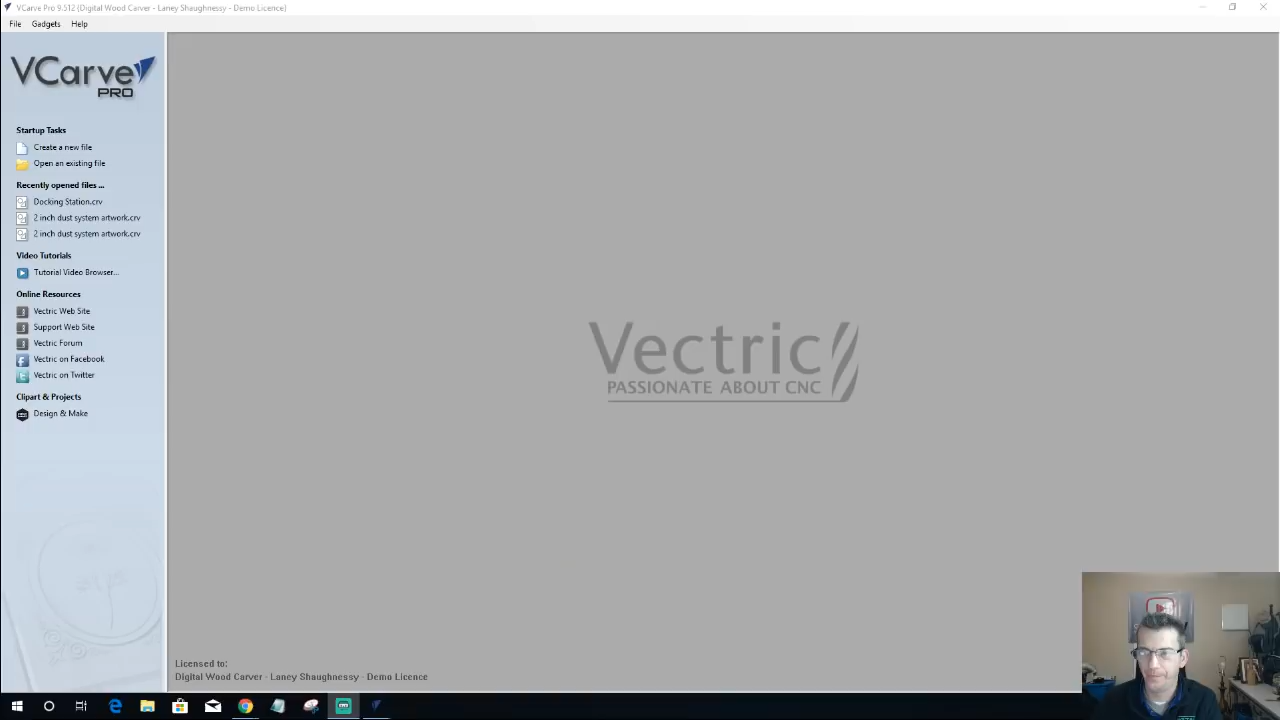 VCarve Pro 9.512 {Digital Wood Carver - Laney Shaughnessy - Demo Licence}
File Gadgets Help
VCarve
PRO
Startup Tasks
Create a new file
Open an existing file
Recently opened files ...
Docking Station.crv
2 inch dust system artwork.crv
2 inch dust system artwork.crv
Video Tutorials
Tutorial Video Browser...
Online Resources
Vectric Web Site
Support Web Site
Vectric Forum
Vectric on Facebook
Vectric on Twitter
Clipart & Projects
Design & Make
Vectric
PASSIONATE ABOUT CNC
Licensed to:
Digital Wood Carver - Laney Shaughnessy - Demo Licence